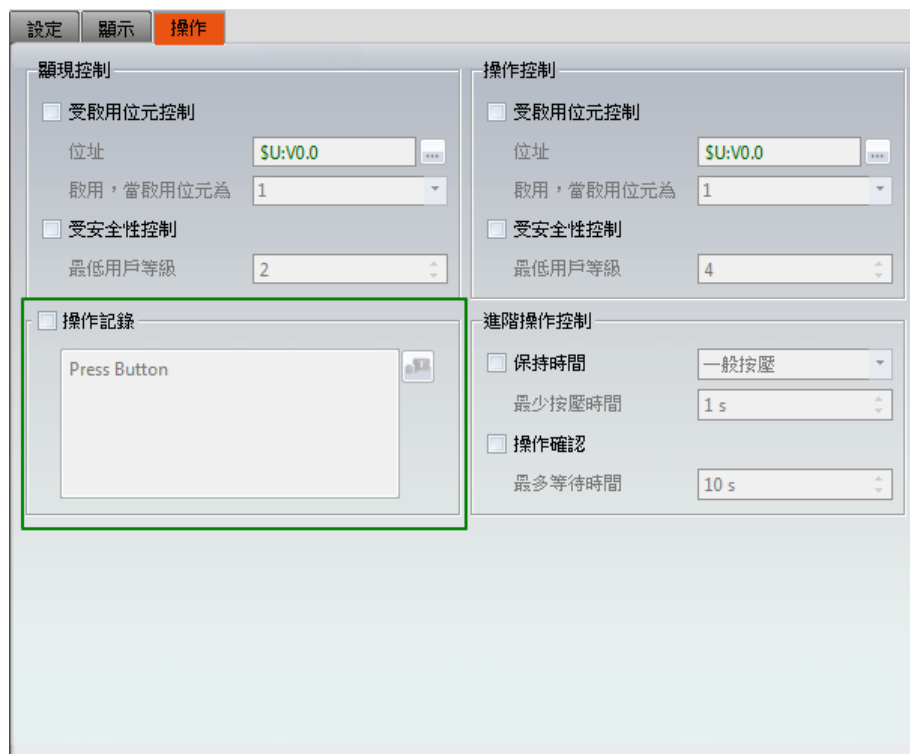 設定 顯示 操作
顯現控制
受啟用位元控制
位址 $U:V0.0 ...
啟用，當啟用位元為 1
受安全性控制
最低用戶等級 2
操作控制
受啟用位元控制
位址 $U:V0.0 ...
啟用，當啟用位元為 1
受安全性控制
最低用戶等級 4
操作記錄
Press Button
進階操作控制
保持時間 一般按壓
最少按壓時間 1 s
操作確認
最多等待時間 10 s